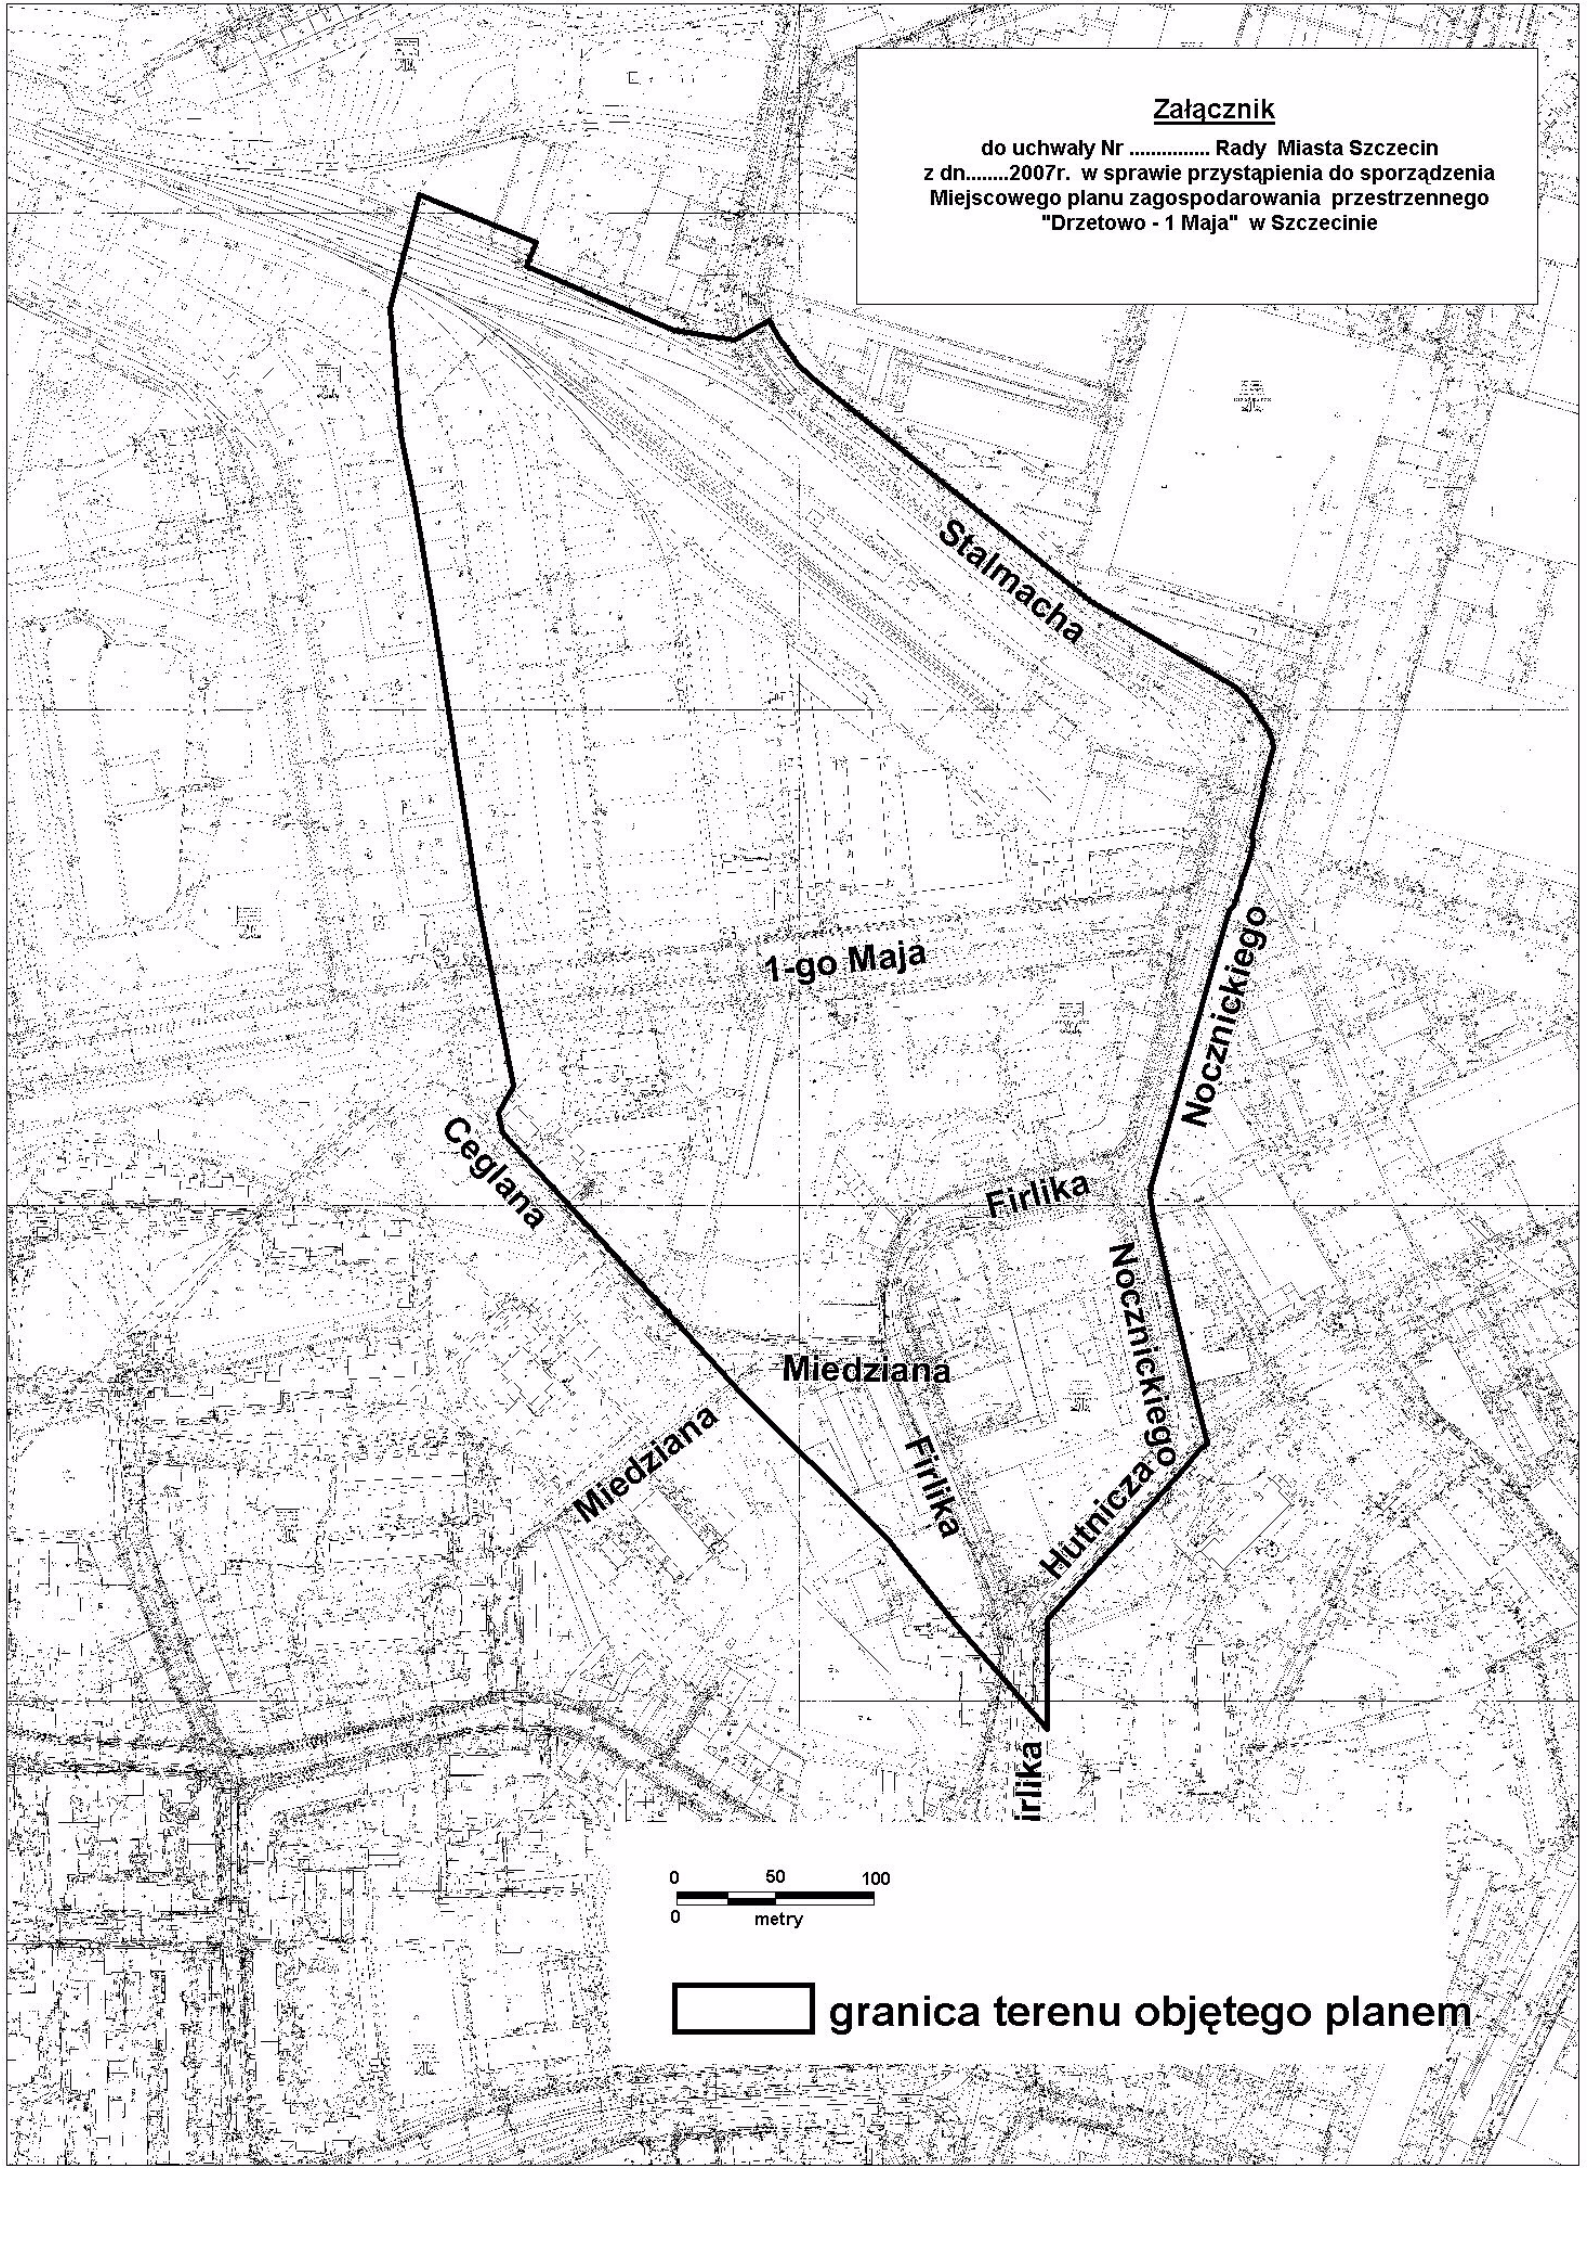 Załącznik
do uchwały Nr ............... Rady Miasta Szczecin
z dn........2007r. w sprawie przystąpienia do sporządzenia
Miejscowego planu zagospodarowania przestrzennego
"Drzetowo - 1 Maja" w Szczecinie
Stalmacha
Nocznickiego
1-go Maja
Ceglana
Firlika
Nocznickiego
Miedziana
Miedziana
Firlika
Hutnicza
irlika
0 50 100
0 metry
granica terenu objętego planem